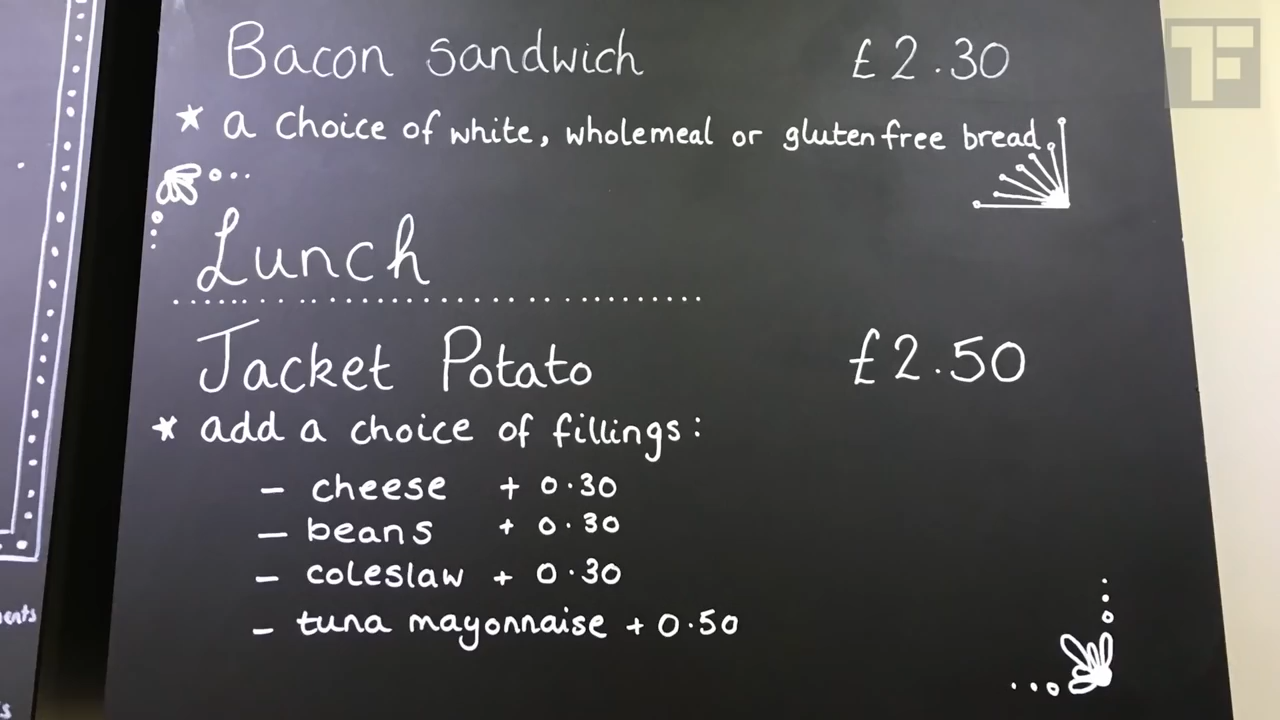 Bacon Sandwich £2.30
* a choice of white, wholemeal or gluten free bread.
Lunch
Jacket Potato £2.50
* add a choice of fillings:
- cheese + 0.30
- beans + 0.30
- coleslaw + 0.30
- tuna mayonnaise + 0.50